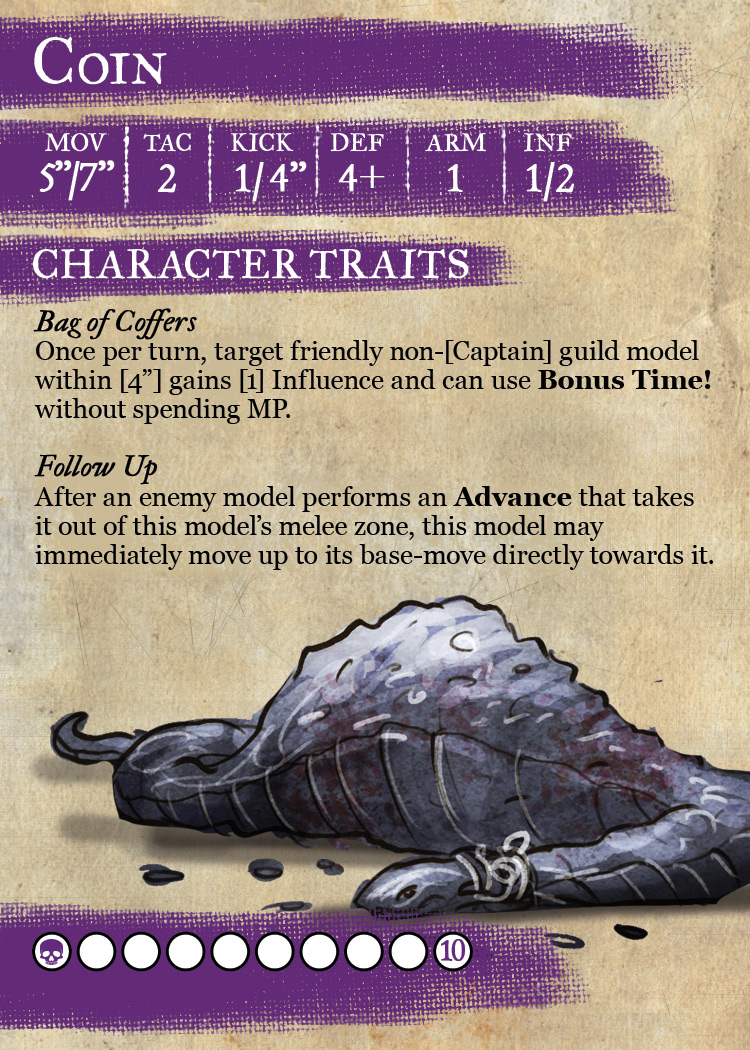 Coin
MOV TAC KICK DEF ARM INF
5”/7” 2 1/4” 4+ 1 1/2
CHARACTER TRAITS
Bag of Coffers
Once per turn, target friendly non-[Captain] guild model
within [4”] gains [1] Influence and can use Bonus Time!
without spending MP.
Follow Up
After an enemy model performs an Advance that takes
it out of this model’s melee zone, this model may
immediately move up to its base-move directly towards it.
10